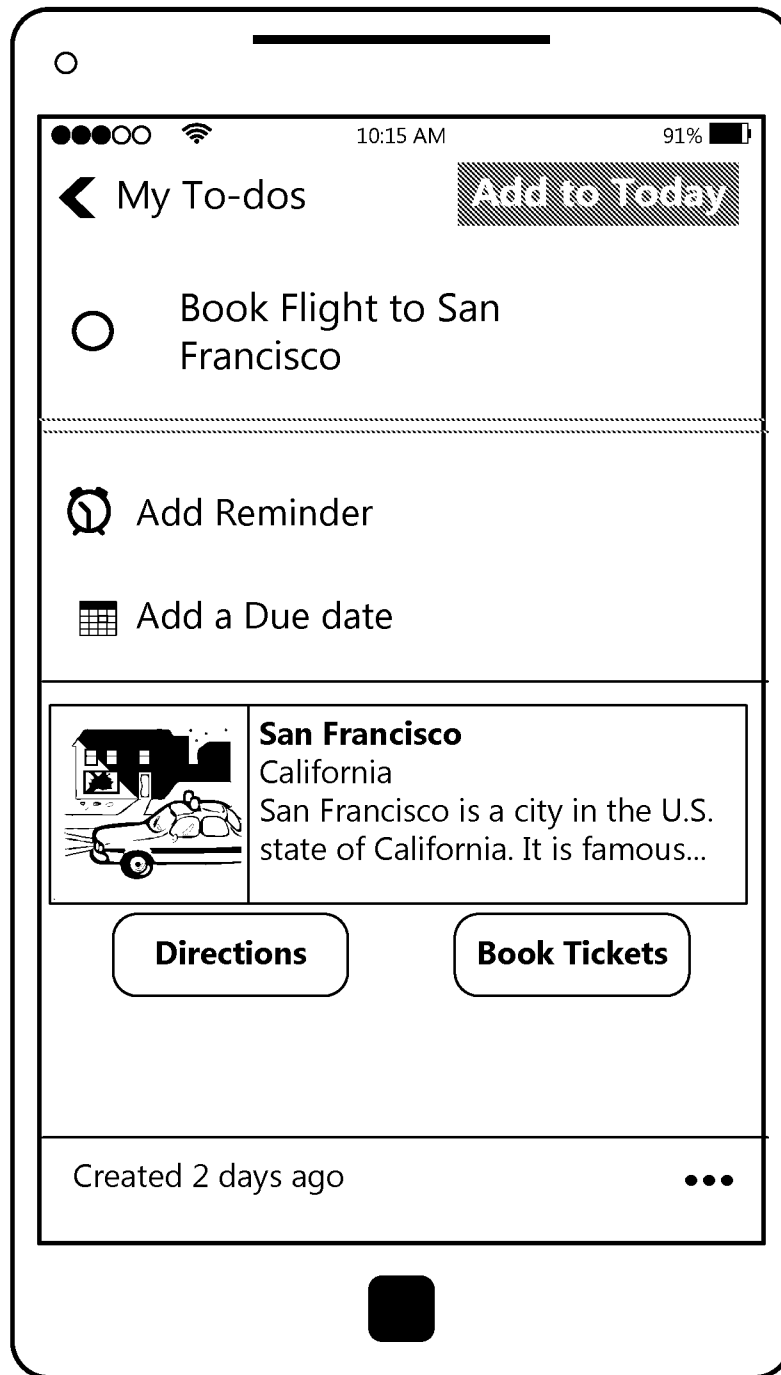 10:15 AM
91%
My To-dos
Add to Today
Book Flight to San
Francisco
Add Reminder
Add a Due date
San Francisco
California
San Francisco is a city in the U.S.
state of California. It is famous...
Directions
Book Tickets
Created 2 days ago